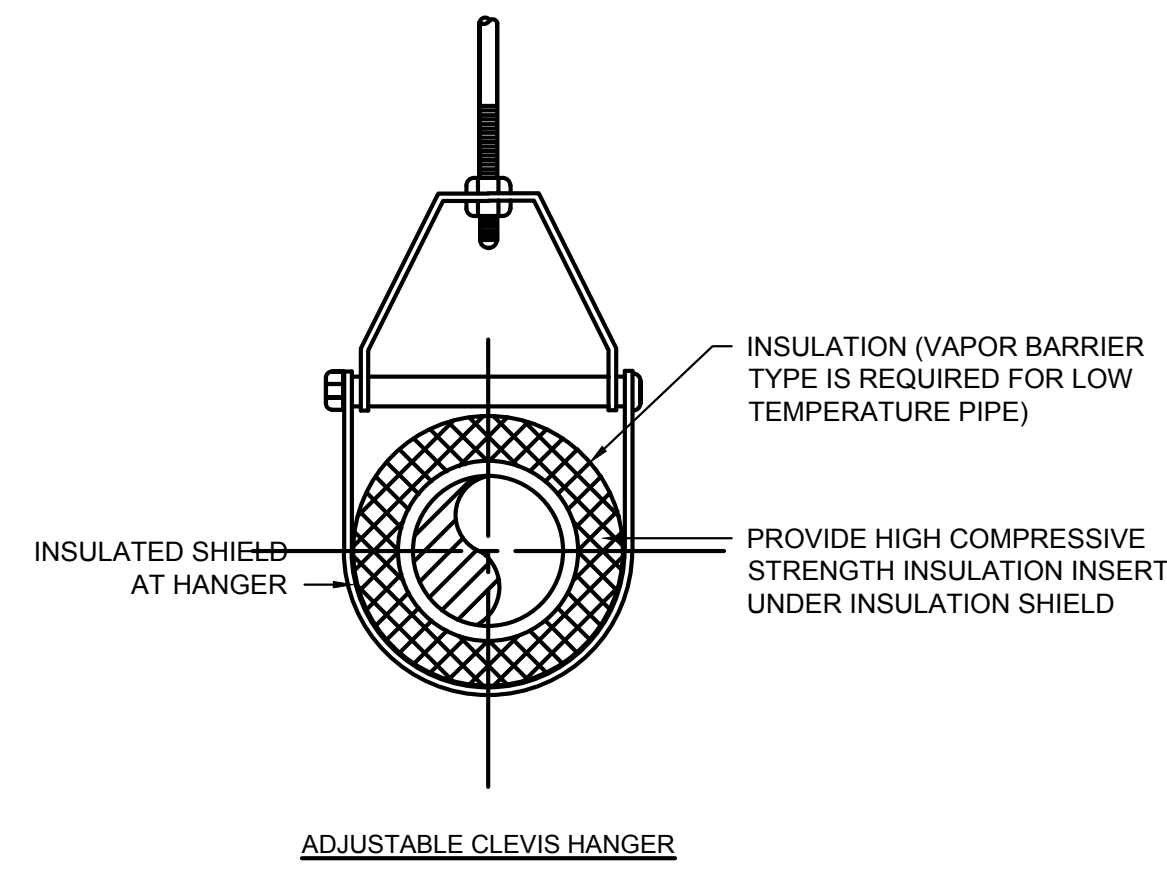 INSULATION (VAPOR BARRIER
TYPE IS REQUIRED FOR LOW
TEMPERATURE PIPE)
INSULATED SHIELD
AT HANGER
PROVIDE HIGH COMPRESSIVE
STRENGTH INSULATION INSERT
UNDER INSULATION SHIELD
ADJUSTABLE CLEVIS HANGER